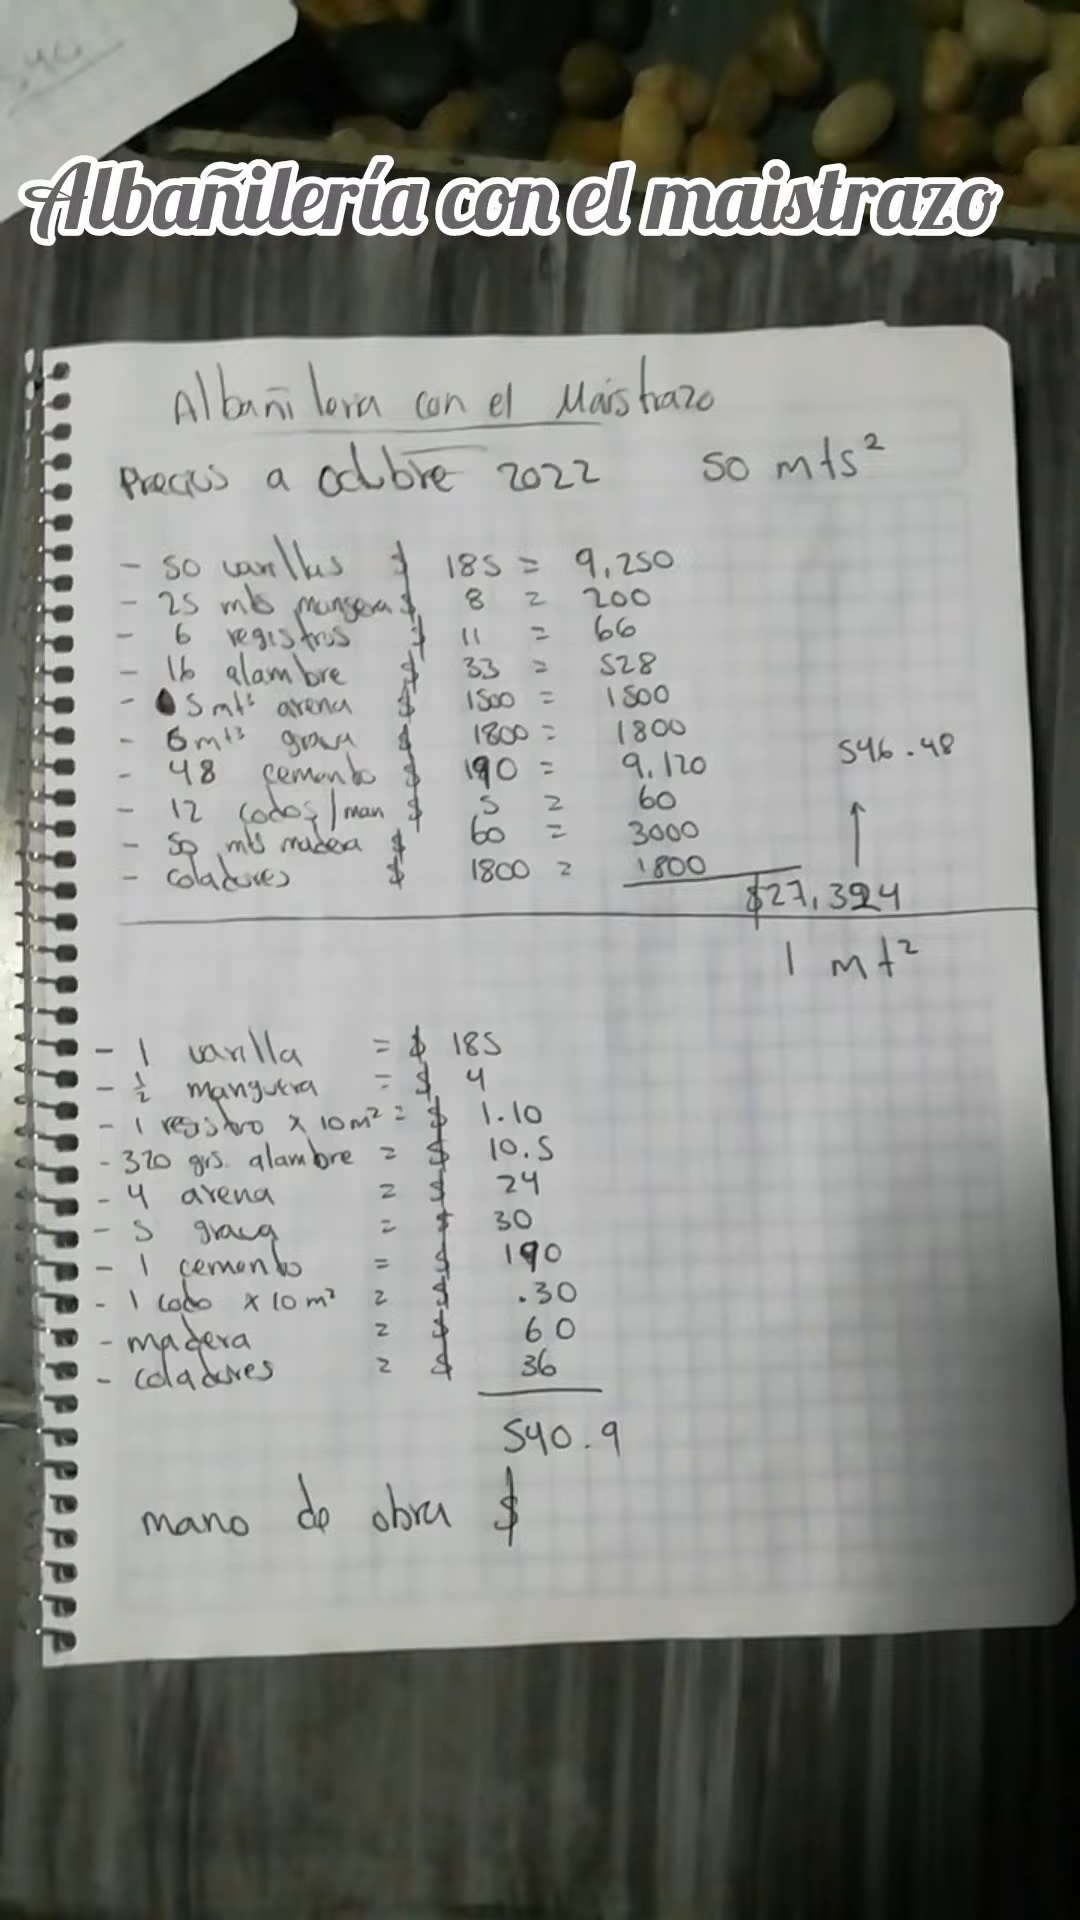 Albañilería con el maistrazo
Albañileria con el Maistrazo
Precios a octubre 2022 50 mts²
- 50 varillas $ 185 = 9,250
- 25 mts manguera $ 8 = 200
- 6 registros $ 11 = 66
- 16 alambre $ 33 = 528
- 5 mt³ arena $ 1500 = 1500
- 6 mt³ grava $ 1800 = 1800
- 48 cemento $ 190 = 9,120
546.48
- 12 codos/man $ 5 = 60
- 50 mts madera $ 60 = 3000
- coladores $ 1800 = 1800
$27,324
1 mt²
- 1 varilla = $ 185
- ½ manguera = $ 4
- 1 registro x 10m² = $ 1.10
- 320 grs. alambre = $ 10.5
- 4 arena = $ 24
- 5 grava = $ 30
- 1 cemento = $ 190
- 1 codo x 10 m² = $ .30
- madera = $ 60
- coladores = $ 36
540.9
mano de obra $